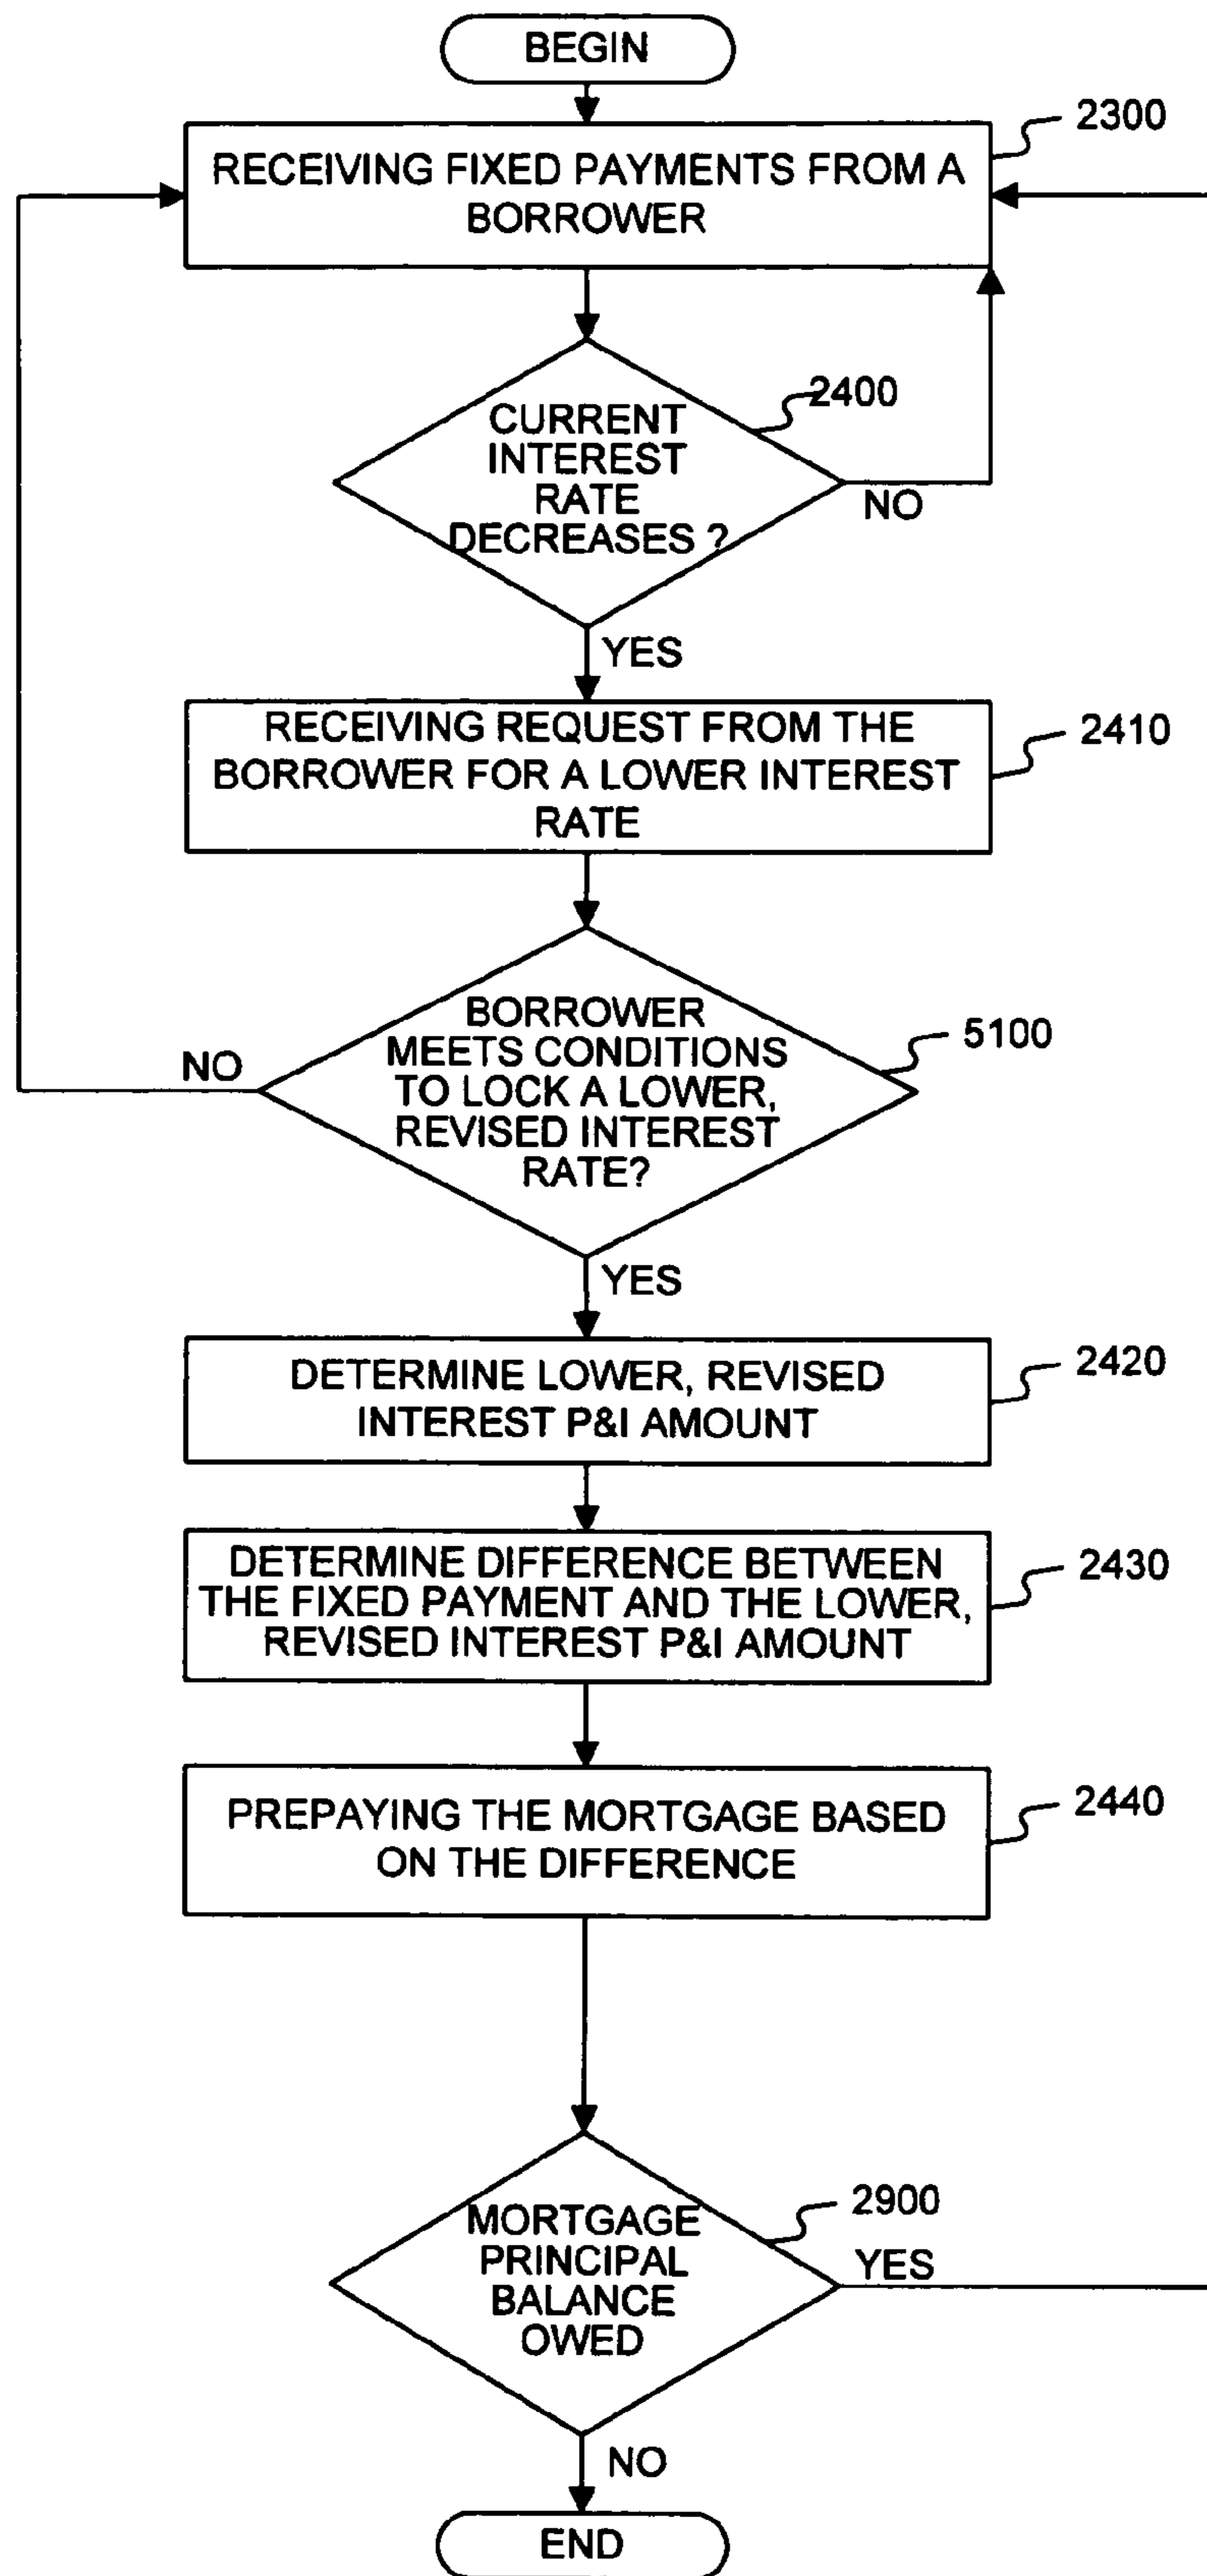 BEGIN
2300
RECEIVING FIXED PAYMENTS FROM A
BORROWER
2400
CURRENT
INTEREST
RATE
DECREASES ?
NO
YES
RECEIVING REQUEST FROM THE
BORROWER FOR A LOWER INTEREST
RATE
2410
BORROWER
MEETS CONDITIONS
TO LOCK A LOWER,
REVISED INTEREST
RATE?
5100
NO
YES
DETERMINE LOWER, REVISED
INTEREST P&I AMOUNT
2420
DETERMINE DIFFERENCE BETWEEN
THE FIXED PAYMENT AND THE LOWER,
REVISED INTEREST P&I AMOUNT
2430
PREPAYING THE MORTGAGE BASED
ON THE DIFFERENCE
2440
MORTGAGE
PRINCIPAL
BALANCE
OWED
2900
YES
NO
END